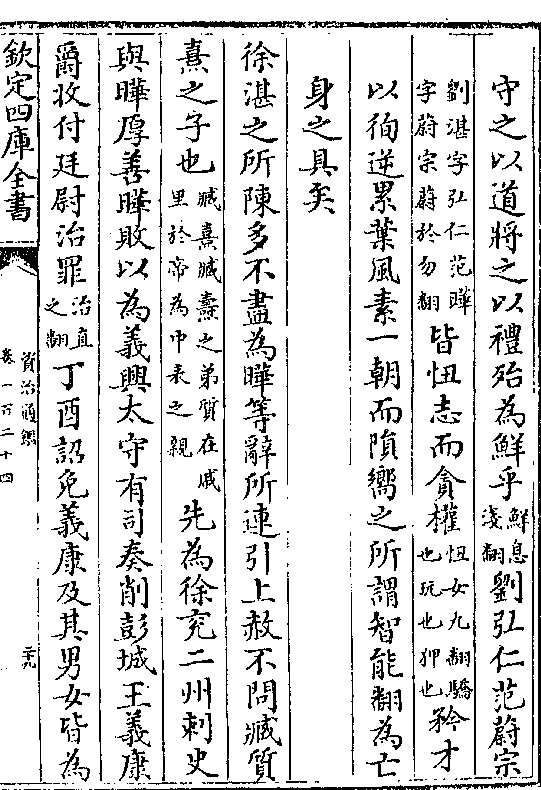 守之以道將之以禮殆為鮮乎鮮息淺翻劉弘仁范蔚宗
劉湛字弘仁范曄字蔚宗蔚於勿翻皆忸志而貪權忸女九翻驕也玩也狎也矜才
以徇逆累葉風素一朝而隕嚮之所謂智能翻為亡
身之具矣
徐湛之所陳多不盡為曄等辭所連引上赦不問臧質
熹之子也臧熹臧燾之弟質在戚里於帝為中表之親先為徐兗二州刺史
與曄厚善曄敗以為義興太守有司奏削彭城王義康
爵收付廷尉治罪治直之翻丁酉詔免義康及其男女皆為
欽定四庫全書
資治通鑑
卷一百二十四
二十九